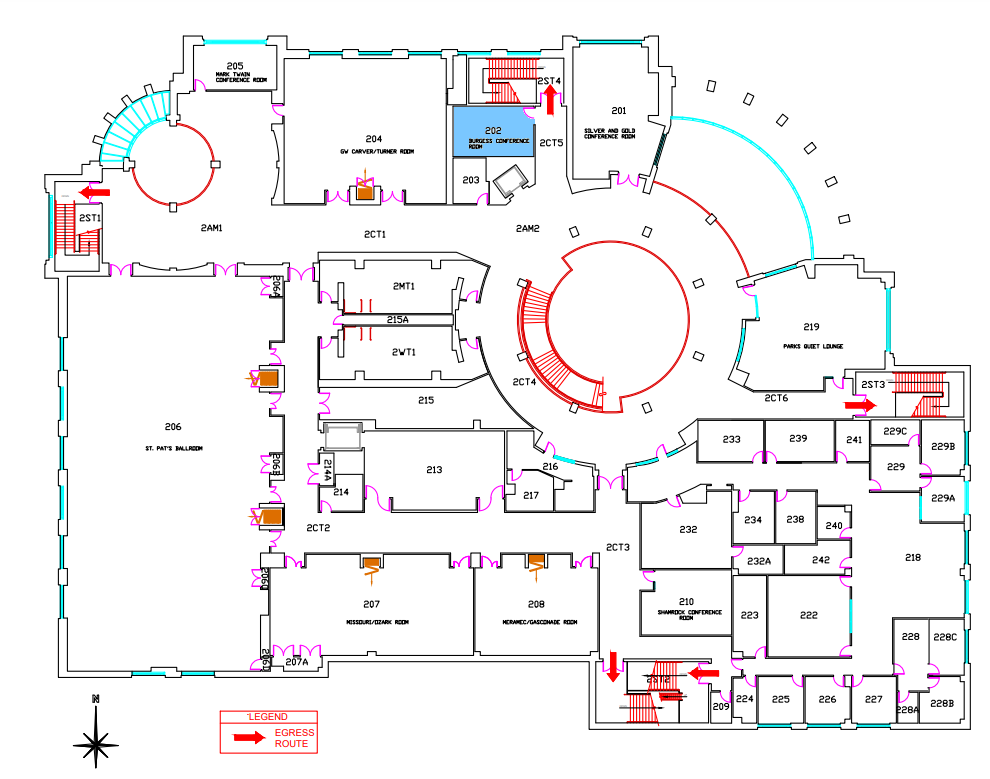 205
MARK TWAIN
CONFERENCE ROOM
2ST4
201
SILVER AND GOLD
CONFERENCE ROOM
202
BURGESS CONFERENCE
ROOM
204
GW CARVER/TURNER ROOM
2CT5
203
2ST1
2AM1
2CT1
2AM2
206A
2MT1
215A
2WT1
219
PARKS QUIET LOUNGE
2CT4
2ST3
2CT6
215
206
ST. PAT'S BALLROOM
233
239
241
229C
229B
229
229A
206B
214A
214
213
216
217
2CT2
2CT3
232
234
238
240
232A
242
218
206C
207
MISSOURI/OZARK ROOM
208
MERAMEC/GASCONADE ROOM
210
SHAMROCK CONFERENCE
ROOM
223
222
228
228C
206D
207A
2ST2
209
224
225
226
227
228A
228B
N
LEGEND
EGRESS
ROUTE